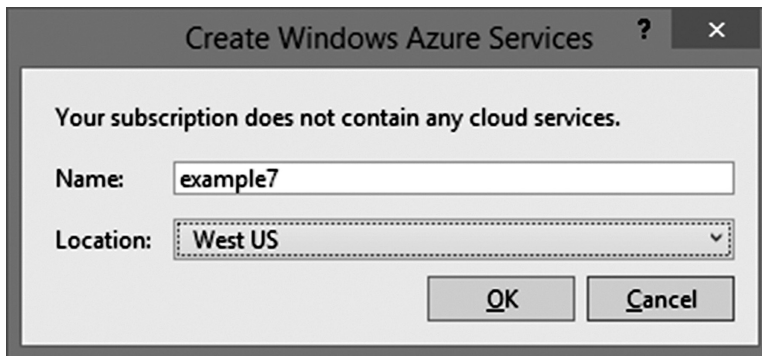 Create Windows Azure Services ? ×
Your subscription does not contain any cloud services.
Name: example7
Location: West US
OK Cancel